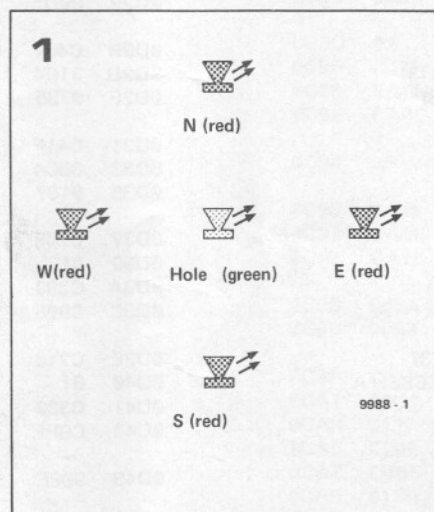 1
N (red)
W(red) Hole (green) E (red)
S (red)
9988 - 1